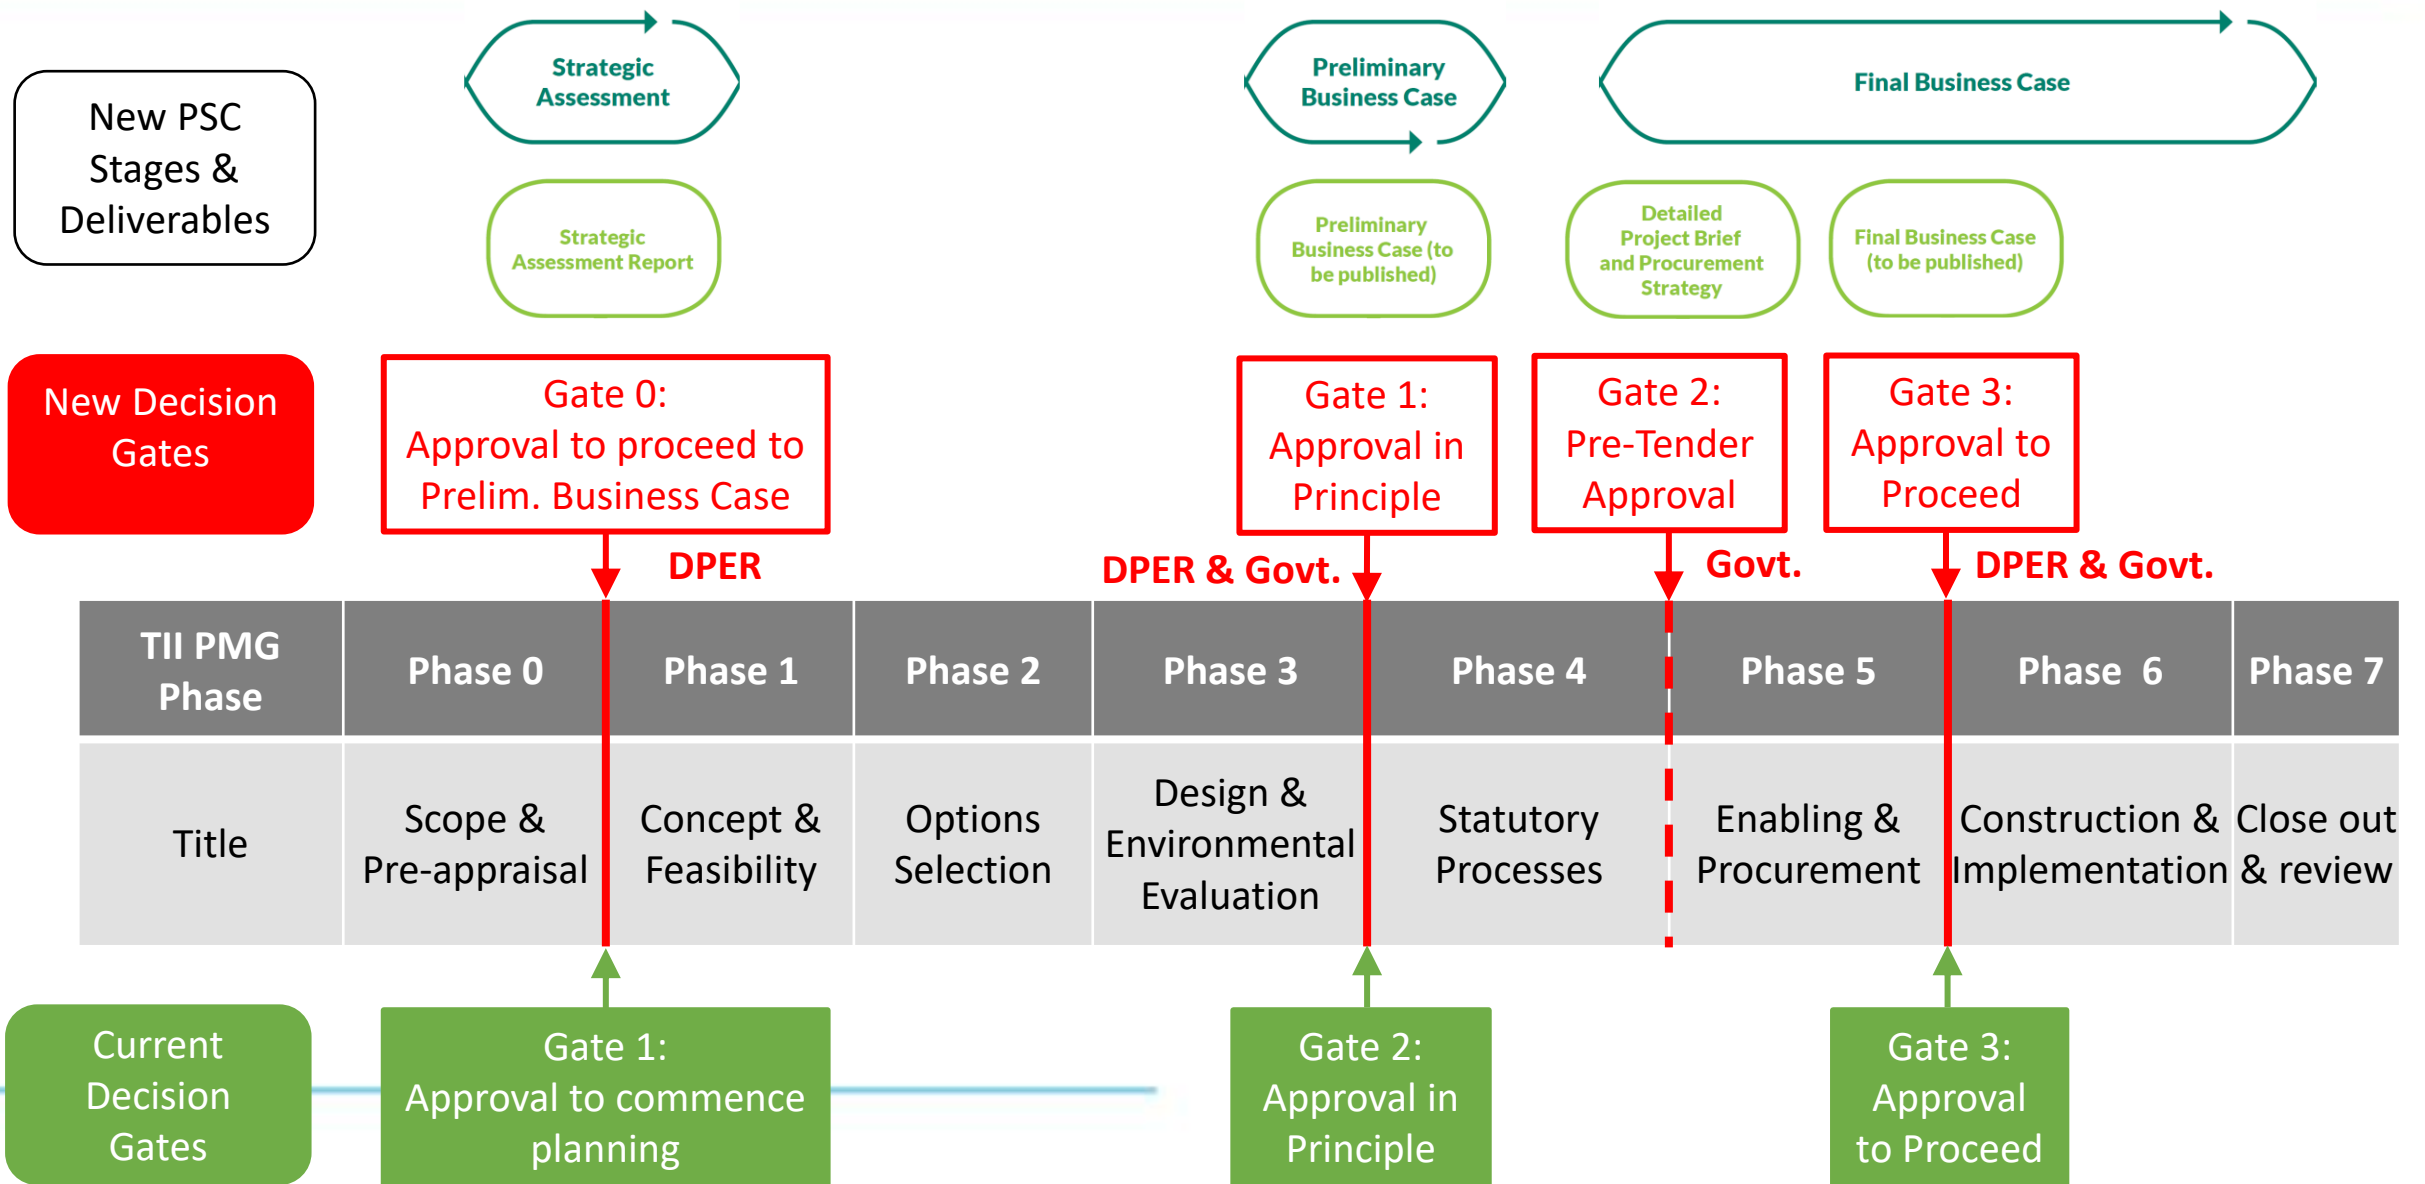 New PSC
Stages &
Deliverables
Strategic
Assessment
Preliminary
Business Case
Final Business Case
Strategic
Assessment Report
Preliminary
Business Case (to
be published)
Detailed
Project Brief
and Procurement
Strategy
Final Business Case
(to be published)
New Decision
Gates
Gate 0:
Approval to proceed to
Prelim. Business Case
Gate 1:
Approval in
Principle
Gate 2:
Pre-Tender
Approval
Gate 3:
Approval to
Proceed
DPER
DPER & Govt.
Govt.
DPER & Govt.
TII PMG
Phase
Phase 0
Phase 1
Phase 2
Phase 3
Phase 4
Phase 5
Phase 6
Phase 7
Title
Scope &
Pre-appraisal
Concept &
Feasibility
Options
Selection
Design &
Environmental
Evaluation
Statutory
Processes
Enabling &
Procurement
Construction &
Implementation
Close out
& review
Current
Decision
Gates
Gate 1:
Approval to commence
planning
Gate 2:
Approval in
Principle
Gate 3:
Approval
to Proceed